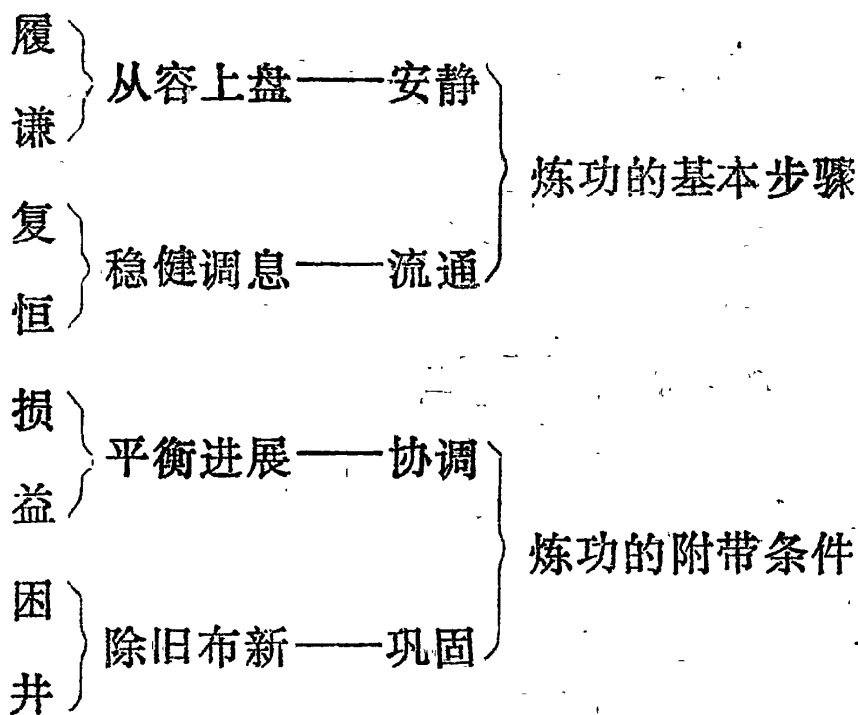 履
谦
从容上盘——安静
复
恒
稳健调息——流通
炼功的基本步骤
损
益
平衡进展——协调
困
井
除旧布新——巩固
炼功的附带条件